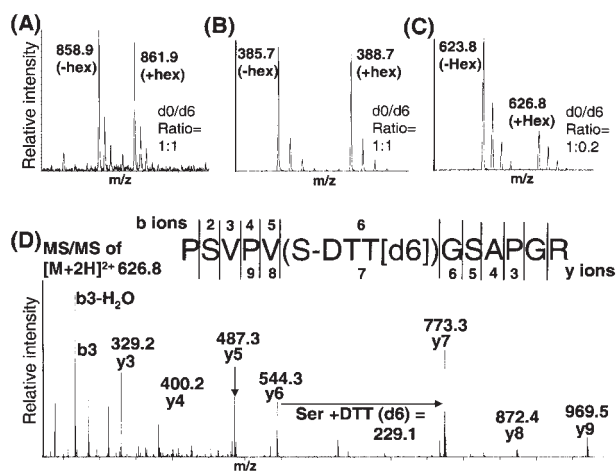 (A)
858.9
(-hex)
861.9
(+hex)
d0/d6
Ratio=
1:1
Relative intensity
m/z
(B)
385.7
(-hex)
388.7
(+hex)
d0/d6
Ratio=
1:1
m/z
(C)
623.8
(-Hex)
626.8
(+Hex)
d0/d6
Ratio=
1:0.2
m/z
(D)
b ions 2 3 4 5 6
PSVPV(S-DTT[d6])GSAPGR
9 8 7 6 5 4 3 y ions
MS/MS of
[M+2H]²⁺ 626.8
b3-H₂O
b3
329.2
y3
400.2
y4
487.3
y5
544.3
y6
Ser +DTT (d6) =
229.1
773.3
y7
872.4
y8
969.5
y9
Relative intensity
m/z